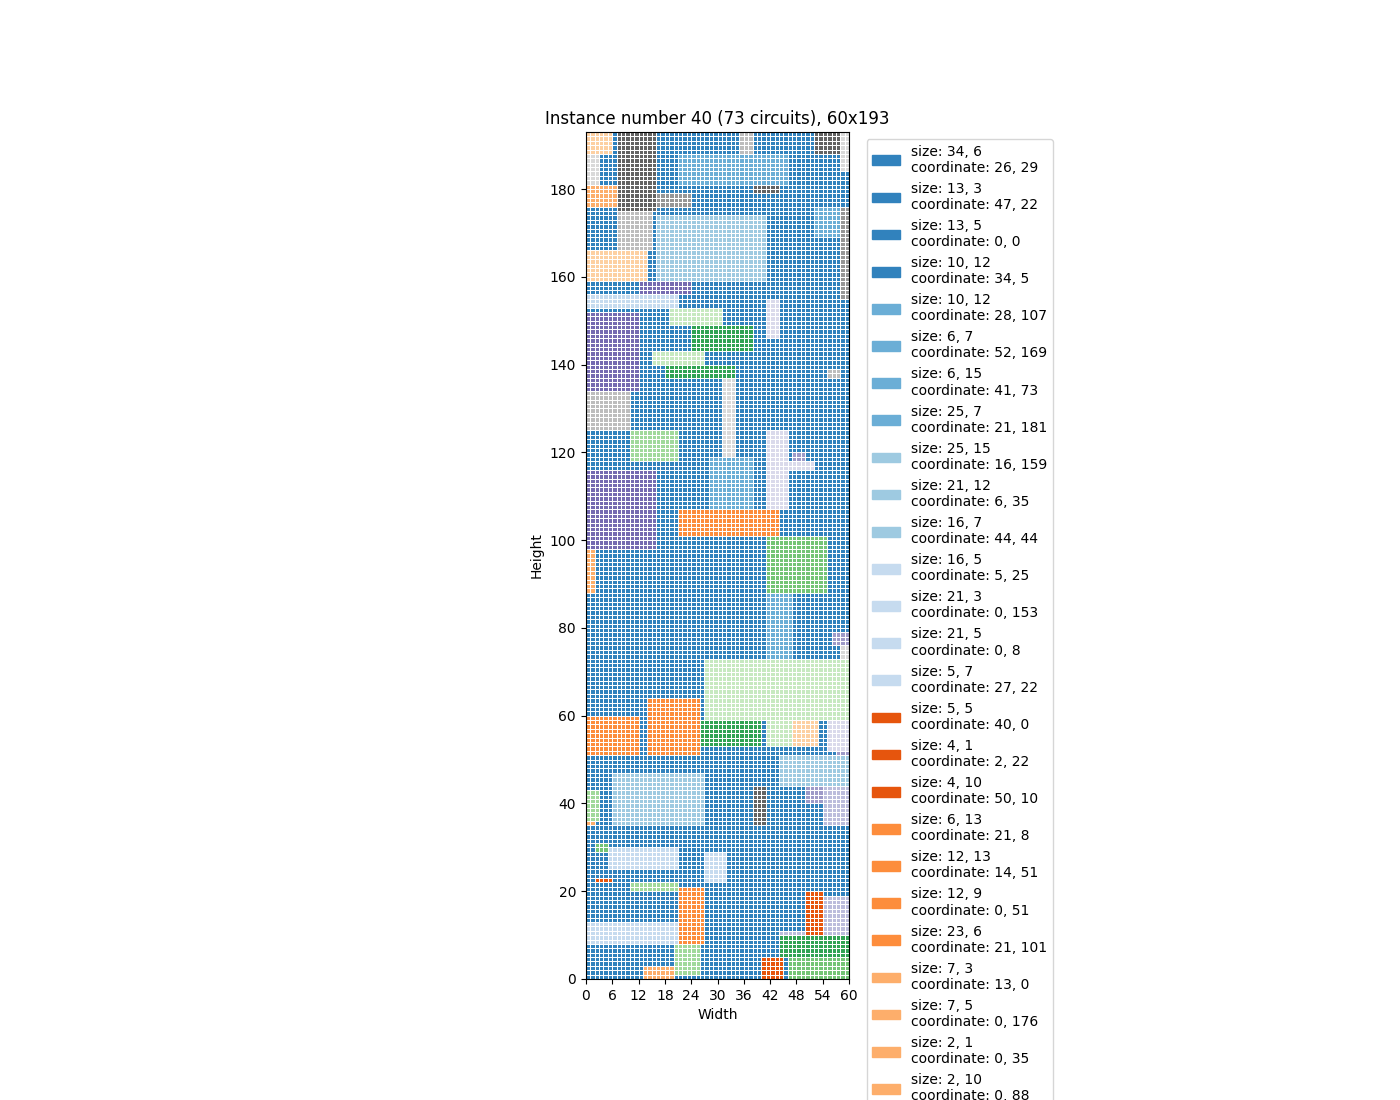 Instance number 40 (73 circuits), 60x193
180
160
140
120
100
80
60
40
20
0
Height
0 6 12 18 24 30 36 42 48 54 60
Width
size: 34, 6
coordinate: 26, 29
size: 13, 3
coordinate: 47, 22
size: 13, 5
coordinate: 0, 0
size: 10, 12
coordinate: 34, 5
size: 10, 12
coordinate: 28, 107
size: 6, 7
coordinate: 52, 169
size: 6, 15
coordinate: 41, 73
size: 25, 7
coordinate: 21, 181
size: 25, 15
coordinate: 16, 159
size: 21, 12
coordinate: 6, 35
size: 16, 7
coordinate: 44, 44
size: 16, 5
coordinate: 5, 25
size: 21, 3
coordinate: 0, 153
size: 21, 5
coordinate: 0, 8
size: 5, 7
coordinate: 27, 22
size: 5, 5
coordinate: 40, 0
size: 4, 1
coordinate: 2, 22
size: 4, 10
coordinate: 50, 10
size: 6, 13
coordinate: 21, 8
size: 12, 13
coordinate: 14, 51
size: 12, 9
coordinate: 0, 51
size: 23, 6
coordinate: 21, 101
size: 7, 3
coordinate: 13, 0
size: 7, 5
coordinate: 0, 176
size: 2, 1
coordinate: 0, 35
size: 2, 10
coordinate: 0, 88